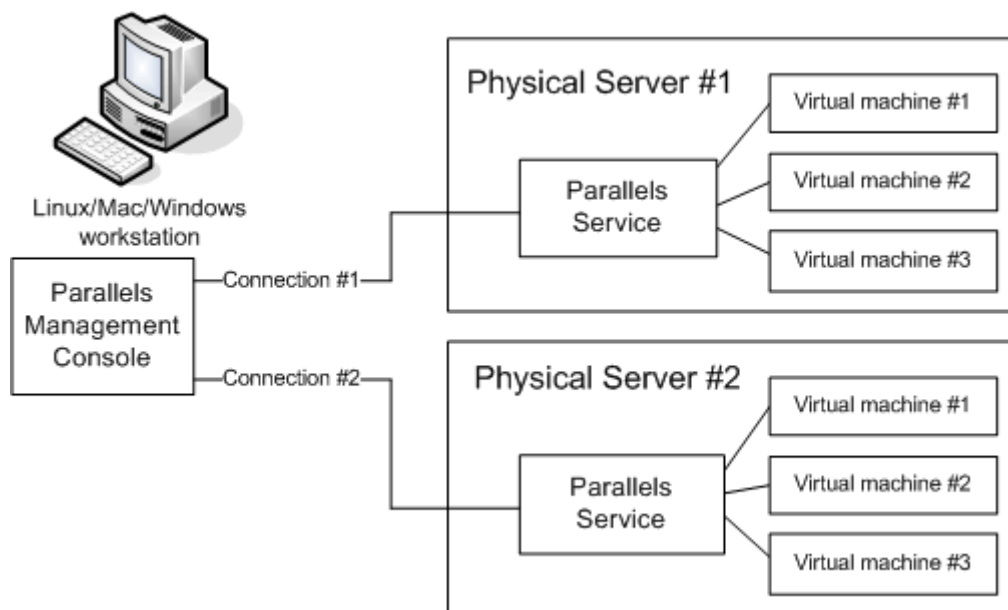 Linux/Mac/Windows
workstation
Parallels
Management
Console
Connection #1
Connection #2
Physical Server #1
Parallels
Service
Virtual machine #1
Virtual machine #2
Virtual machine #3
Physical Server #2
Parallels
Service
Virtual machine #1
Virtual machine #2
Virtual machine #3